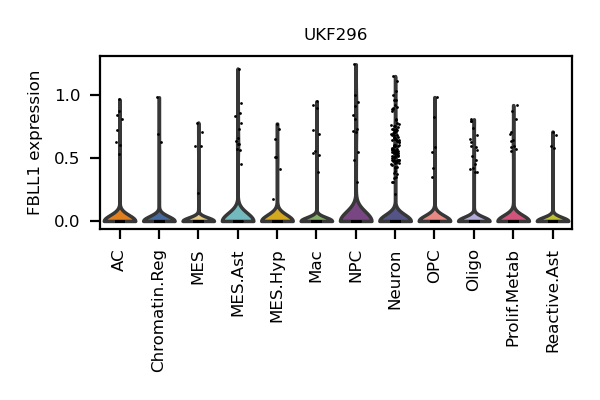 UKF296
FBLL1 expression
1.0
0.5
0.0
AC
Chromatin.Reg
MES
MES.Ast
MES.Hyp
Mac
NPC
Neuron
OPC
Oligo
Prolif.Metab
Reactive.Ast